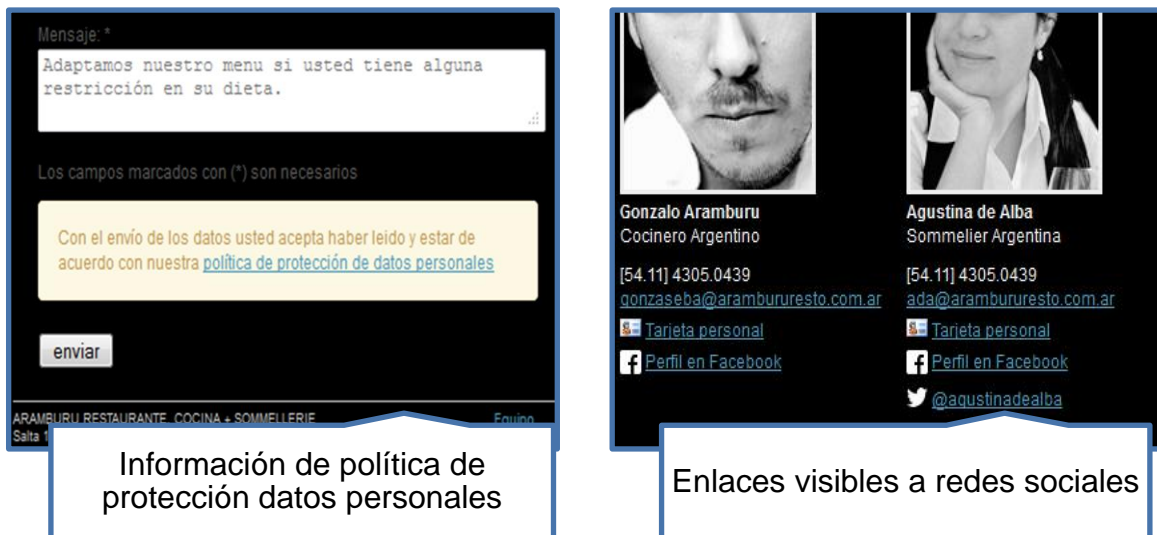 Mensaje: *
Adaptamos nuestro menu si usted tiene alguna
restricción en su dieta.
Los campos marcados con (*) son necesarios
Con el envío de los datos usted acepta haber leido y estar de
acuerdo con nuestra política de protección de datos personales
enviar
ARAMBURU RESTAURANTE. COCINA + SOMMELLERIE
Equipo
Salta 1
Información de política de
protección datos personales
Gonzalo Aramburu
Cocinero Argentino
[54.11] 4305.0439
gonzaseba@arambururesto.com.ar
Tarjeta personal
Perfil en Facebook
Agustina de Alba
Sommelier Argentina
[54.11] 4305.0439
ada@arambururesto.com.ar
Tarjeta personal
Perfil en Facebook
@agustinadealba
Enlaces visibles a redes sociales